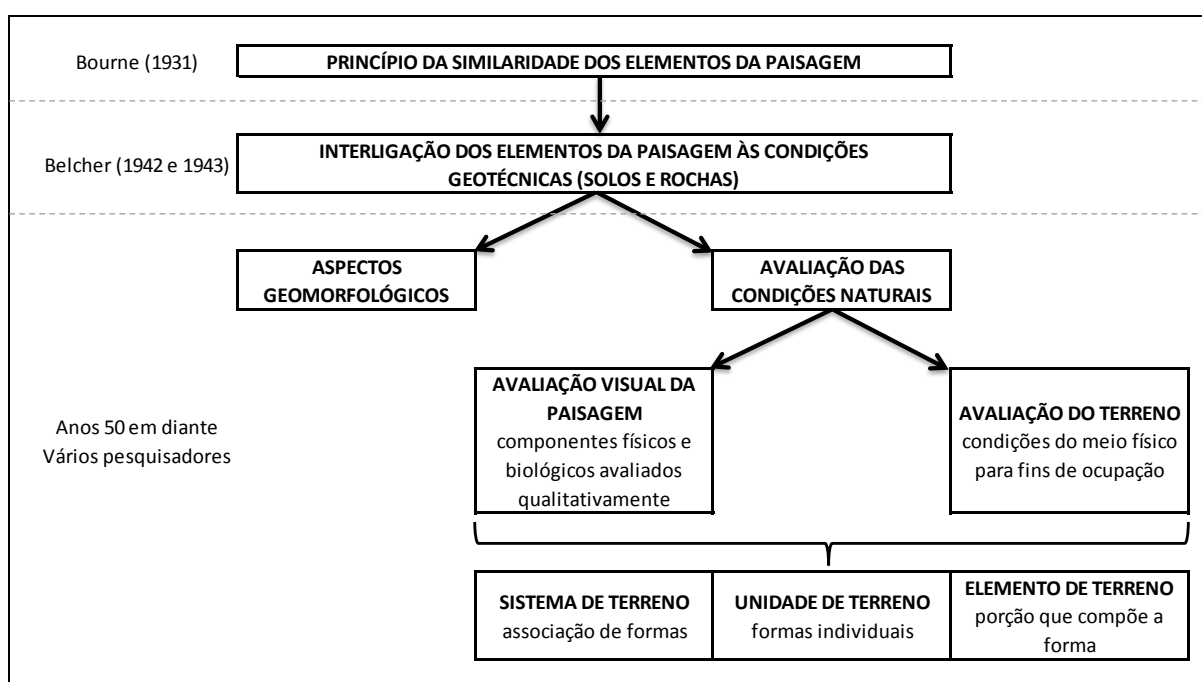 Bourne (1931)
PRINCÍPIO DA SIMILARIDADE DOS ELEMENTOS DA PAISAGEM
Belcher (1942 e 1943)
INTERLIGAÇÃO DOS ELEMENTOS DA PAISAGEM ÀS CONDIÇÕES
GEOTÉCNICAS (SOLOS E ROCHAS)
ASPECTOS
GEOMORFOLÓGICOS
AVALIAÇÃO DAS
CONDIÇÕES NATURAIS
Anos 50 em diante
Vários pesquisadores
AVALIAÇÃO VISUAL DA
PAISAGEM
componentes físicos e
biológicos avaliados
qualitativamente
AVALIAÇÃO DO TERRENO
condições do meio físico
para fins de ocupação
SISTEMA DE TERRENO
associação de formas
UNIDADE DE TERRENO
formas individuais
ELEMENTO DE TERRENO
porção que compõe a
forma